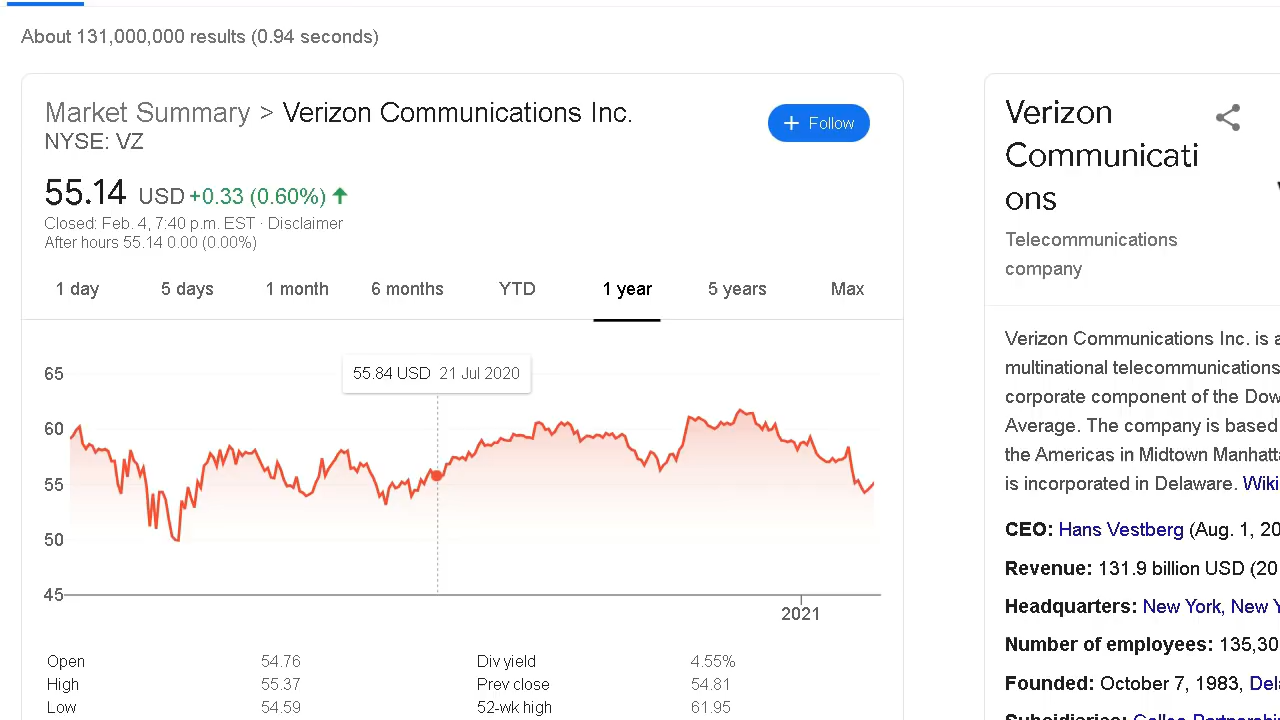 About 131,000,000 results (0.94 seconds)
Market Summary > Verizon Communications Inc.
NYSE: VZ
+ Follow
55.14 USD +0.33 (0.60%)
Closed: Feb. 4, 7:40 p.m. EST · Disclaimer
After hours 55.14 0.00 (0.00%)
1 day 5 days 1 month 6 months YTD 1 year 5 years Max
55.84 USD 21 Jul 2020
65
60
55
50
45
2021
Open 54.76 Div yield 4.55%
High 55.37 Prev close 54.81
Low 54.59 52-wk high 61.95
Verizon
Communicati
ons
Telecommunications
company
Verizon Communications Inc. is a
multinational telecommunications
corporate component of the Dow
Average. The company is based
the Americas in Midtown Manhatta
is incorporated in Delaware. Wiki
CEO: Hans Vestberg (Aug. 1, 20
Revenue: 131.9 billion USD (20
Headquarters: New York, New Y
Number of employees: 135,30
Founded: October 7, 1983, Del